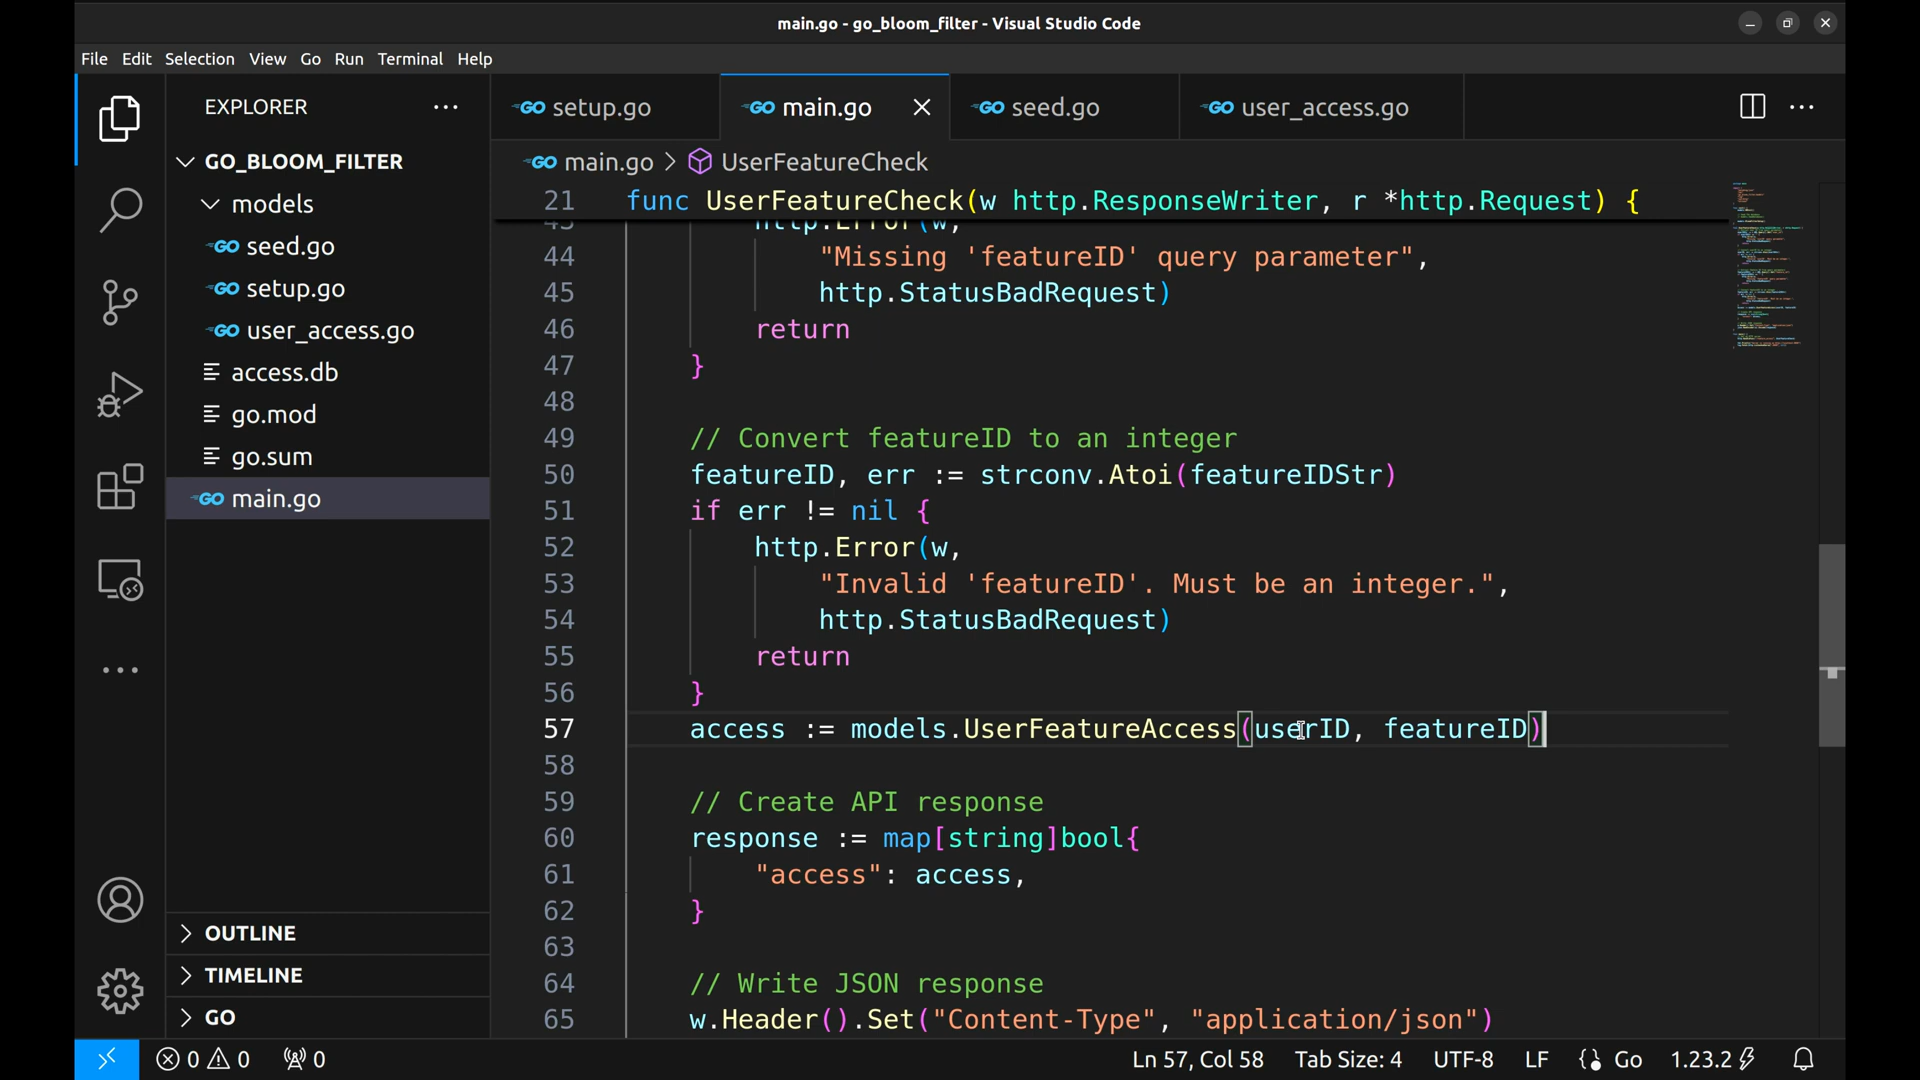 main.go - go_bloom_filter - Visual Studio Code
File Edit Selection View Go Run Terminal Help
EXPLORER
GO_BLOOM_FILTER
models
seed.go
setup.go
user_access.go
access.db
go.mod
go.sum
main.go
OUTLINE
TIMELINE
GO
setup.go main.go seed.go user_access.go
main.go > UserFeatureCheck
21 func UserFeatureCheck(w http.ResponseWriter, r *http.Request) {
43 http.Error(w,
44 "Missing 'featureID' query parameter",
45 http.StatusBadRequest)
46 return
47 }
48
49 // Convert featureID to an integer
50 featureID, err := strconv.Atoi(featureIDStr)
51 if err != nil {
52 http.Error(w,
53 "Invalid 'featureID'. Must be an integer.",
54 http.StatusBadRequest)
55 return
56 }
57 access := models.UserFeatureAccess(userID, featureID)
58
59 // Create API response
60 response := map[string]bool{
61 "access": access,
62 }
63
64 // Write JSON response
65 w.Header().Set("Content-Type", "application/json")
0 0 0 Ln 57, Col 58 Tab Size: 4 UTF-8 LF Go 1.23.2